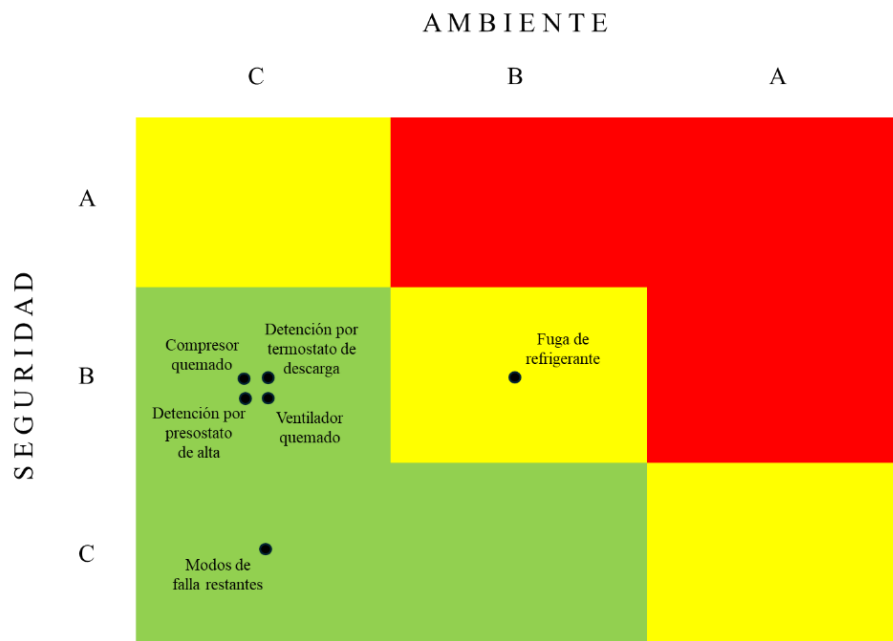 AMBIENTE
C B A
SEGURIDAD
A
B
Compresor
quemado
Detención por
termostato de
descarga
Detención por
presostato
de alta
Ventilador
quemado
Fuga de
refrigerante
C
Modos de
falla restantes